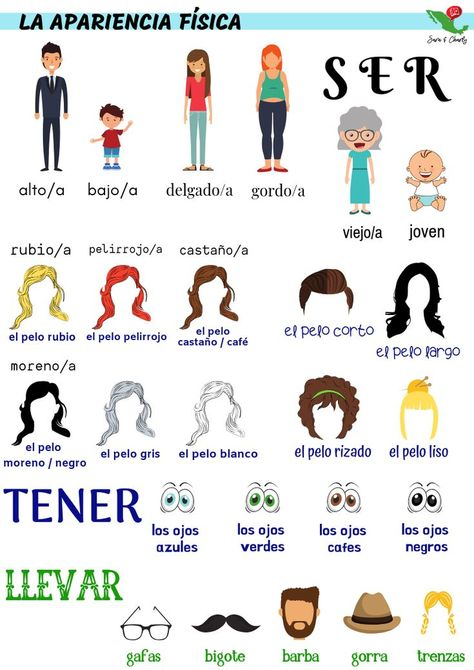 LA APARIENCIA FÍSICA
Sara & Charly
SER
alto/a bajo/a delgado/a gordo/a
viejo/a joven
rubio/a pelirrojo/a castaño/a
el pelo rubio el pelo pelirrojo el pelo castaño / café
el pelo corto el pelo largo
moreno/a
el pelo moreno / negro el pelo gris el pelo blanco
el pelo rizado el pelo liso
TENER
los ojos azules los ojos verdes los ojos cafes los ojos negros
LLEVAR
gafas bigote barba gorra trenzas